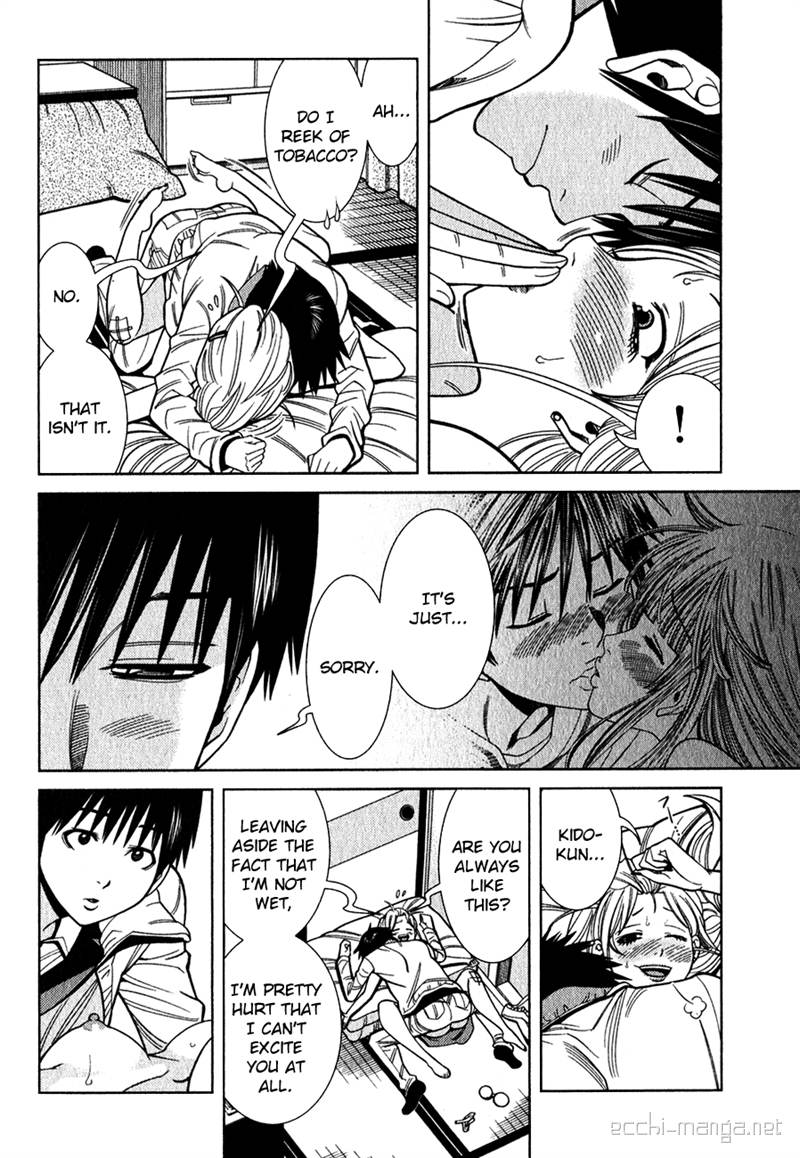 !
AH...
DO I
REEK OF
TOBACCO?
NO.
THAT
ISN'T IT.
IT'S
JUST...
SORRY.
KIDO-
KUN...
ARE YOU
ALWAYS
LIKE
THIS?
LEAVING
ASIDE THE
FACT THAT
I'M NOT
WET,
I'M PRETTY
HURT THAT
I CAN'T
EXCITE
YOU AT
ALL.
ecchi-manga.net